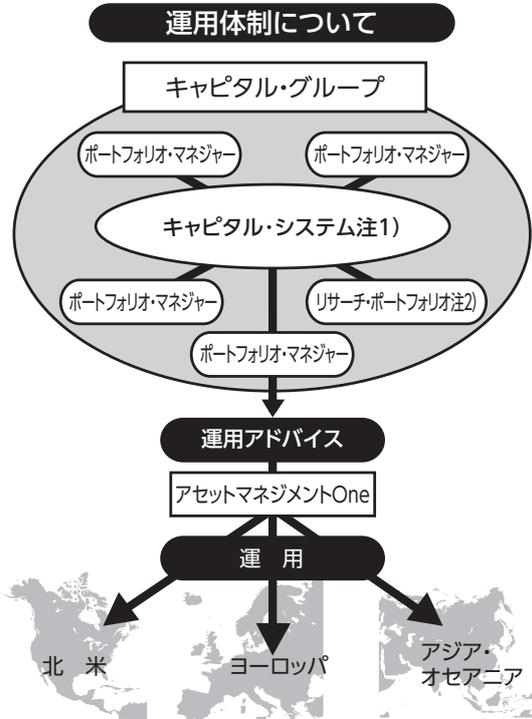 運用体制について
キャピタル・グループ
ポートフォリオ・マネジャー
ポートフォリオ・マネジャー
キャピタル・システム注1)
ポートフォリオ・マネジャー
リサーチ・ポートフォリオ注2)
ポートフォリオ・マネジャー
運用アドバイス
アセットマネジメントOne
運　用
北　米
ヨーロッパ
アジア・
オセアニア